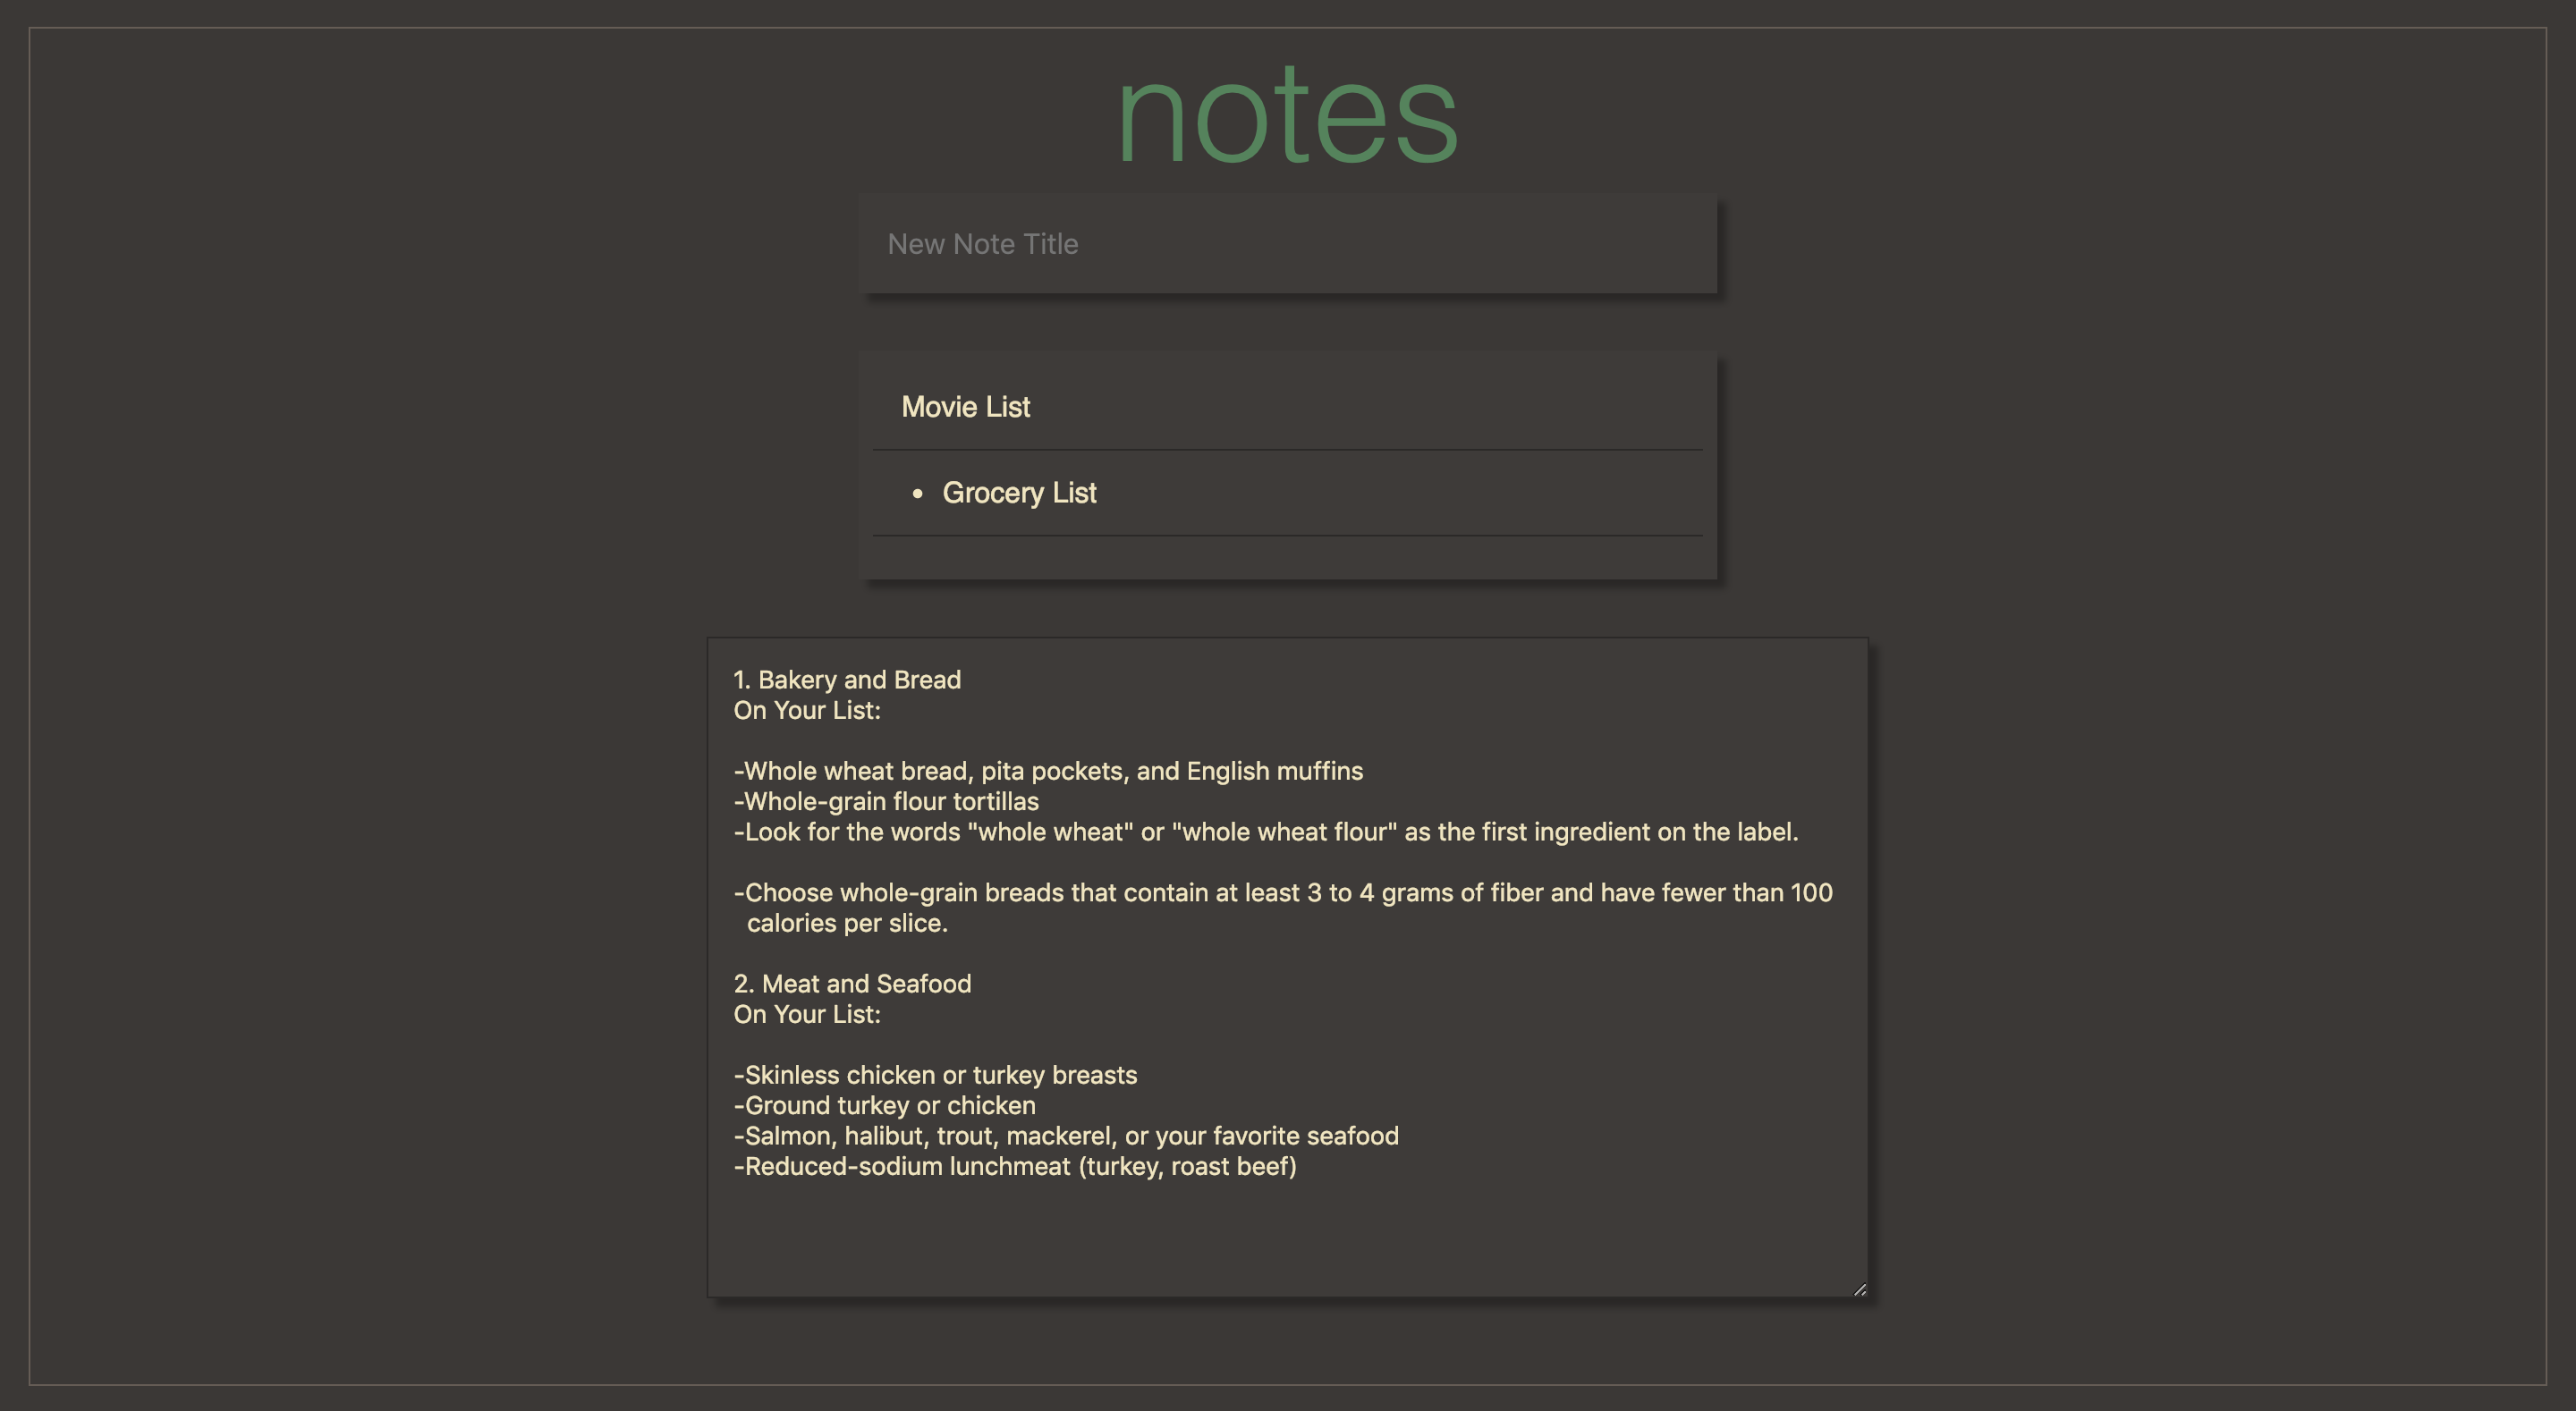 notes
New Note Title
Movie List
• Grocery List
1. Bakery and Bread
On Your List:
-Whole wheat bread, pita pockets, and English muffins
-Whole-grain flour tortillas
-Look for the words "whole wheat" or "whole wheat flour" as the first ingredient on the label.
-Choose whole-grain breads that contain at least 3 to 4 grams of fiber and have fewer than 100
calories per slice.
2. Meat and Seafood
On Your List:
-Skinless chicken or turkey breasts
-Ground turkey or chicken
-Salmon, halibut, trout, mackerel, or your favorite seafood
-Reduced-sodium lunchmeat (turkey, roast beef)